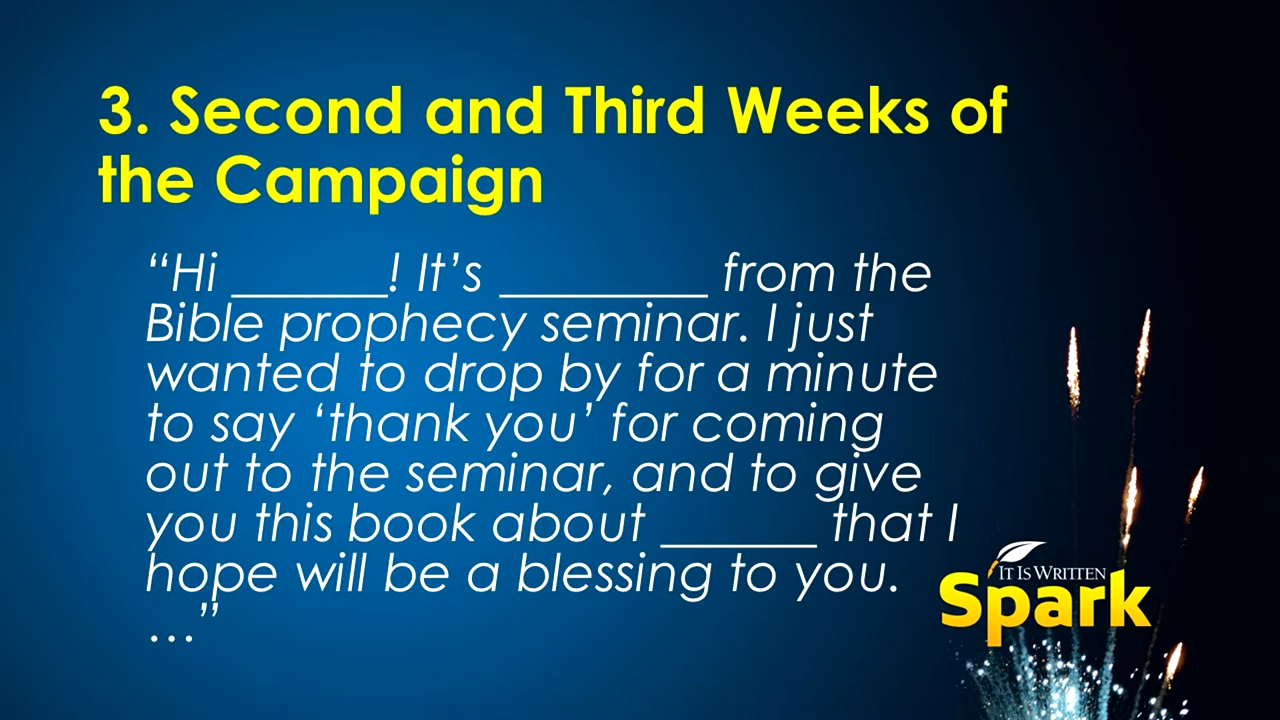 3. Second and Third Weeks of
the Campaign
“Hi ______! It’s ________ from the
Bible prophecy seminar. I just
wanted to drop by for a minute
to say ‘thank you’ for coming
out to the seminar, and to give
you this book about ______ that I
hope will be a blessing to you.
…”
IT IS WRITTEN
Spark